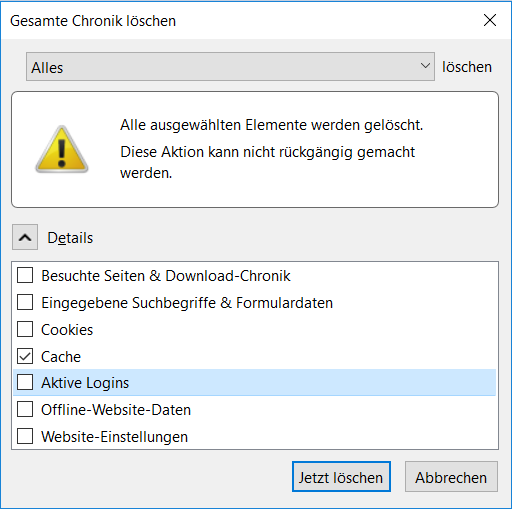 Gesamte Chronik löschen
Alles löschen
Alle ausgewählten Elemente werden gelöscht.
Diese Aktion kann nicht rückgängig gemacht
werden.
Details
Besuchte Seiten & Download-Chronik
Eingegebene Suchbegriffe & Formulardaten
Cookies
Cache
Aktive Logins
Offline-Website-Daten
Website-Einstellungen
Jetzt löschen Abbrechen